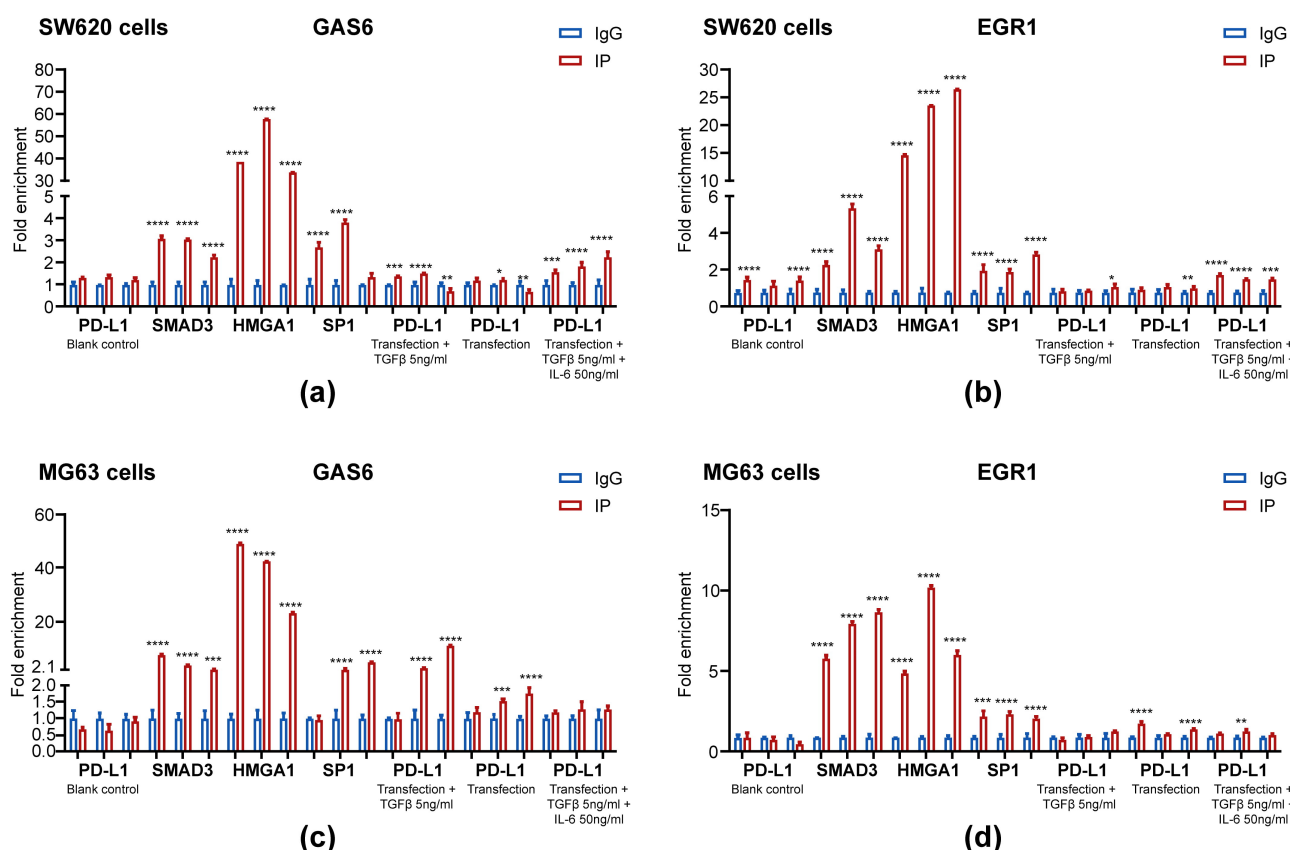 SW620 cells
GAS6
IgG
IP
Fold enrichment
80
70
60
50
40
30
5
4
3
2
1
0
****
****
****
****
****
****
****
****
***
****
**
*
**
***
****
****
PD-L1
SMAD3
HMGA1
SP1
PD-L1
PD-L1
PD-L1
Blank control
Transfection +
TGFβ 5ng/ml
Transfection
Transfection +
TGFβ 5ng/ml +
IL-6 50ng/ml
(a)
SW620 cells
EGR1
IgG
IP
Fold enrichment
30
25
20
15
10
6
4
2
0
****
****
****
****
****
****
****
****
****
****
****
*
**
****
****
***
PD-L1
SMAD3
HMGA1
SP1
PD-L1
PD-L1
PD-L1
Blank control
Transfection +
TGFβ 5ng/ml
Transfection
Transfection +
TGFβ 5ng/ml +
IL-6 50ng/ml
(b)
MG63 cells
GAS6
IgG
IP
Fold enrichment
60
40
20
2.1
2.0
1.5
1.0
0.5
0.0
****
****
***
****
****
****
****
****
****
****
***
****
PD-L1
SMAD3
HMGA1
SP1
PD-L1
PD-L1
PD-L1
Blank control
Transfection +
TGFβ 5ng/ml
Transfection
Transfection +
TGFβ 5ng/ml +
IL-6 50ng/ml
(c)
MG63 cells
EGR1
IgG
IP
Fold enrichment
15
10
5
0
****
****
****
****
****
****
***
****
****
****
****
**
PD-L1
SMAD3
HMGA1
SP1
PD-L1
PD-L1
PD-L1
Blank control
Transfection +
TGFβ 5ng/ml
Transfection
Transfection +
TGFβ 5ng/ml +
IL-6 50ng/ml
(d)